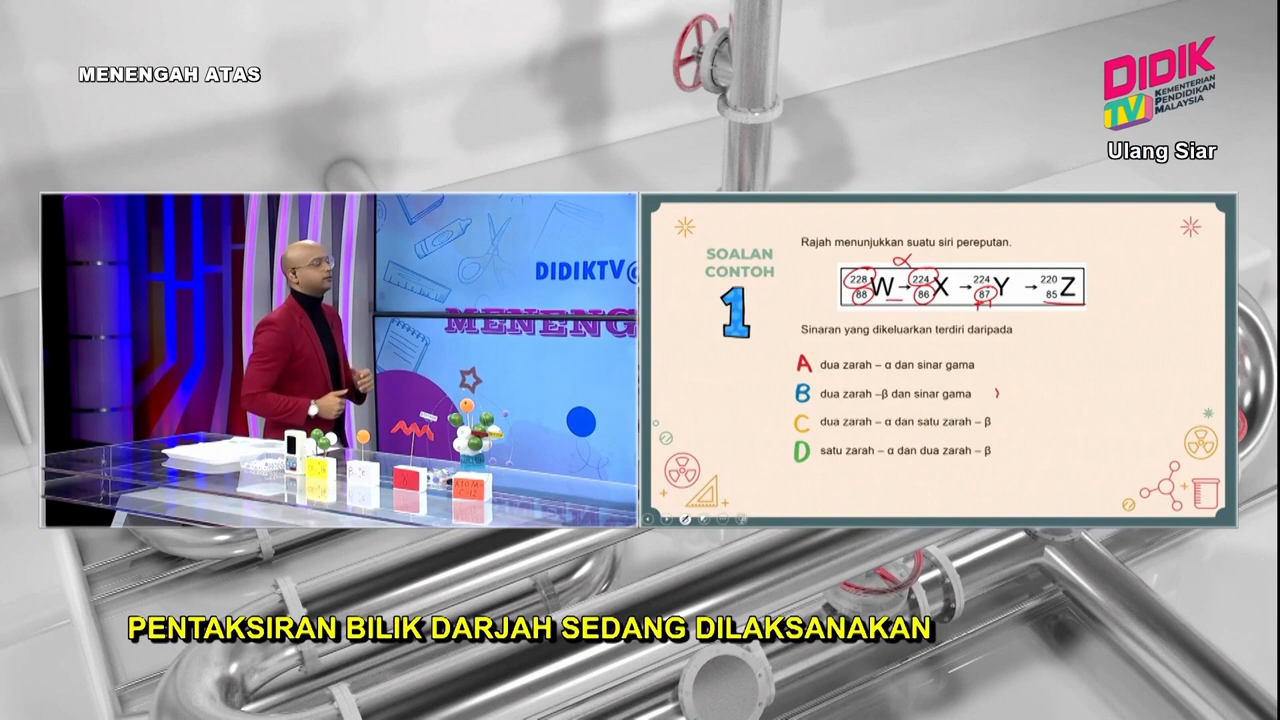 MENENGAH ATAS
DIDIK
TV
KEMENTERIAN
PENDIDIKAN
MALAYSIA
Ulang Siar
DIDIKTV@
MENENG
SOALAN
CONTOH
1
Rajah menunjukkan suatu siri pereputan.
α
228 88 W → 224 86 X → 224 87 Y → 220 85 Z
Sinaran yang dikeluarkan terdiri daripada
A dua zarah – α dan sinar gama
B dua zarah –β dan sinar gama
C dua zarah – α dan satu zarah – β
D satu zarah – α dan dua zarah – β
PENTAKSIRAN BILIK DARJAH SEDANG DILAKSANAKAN